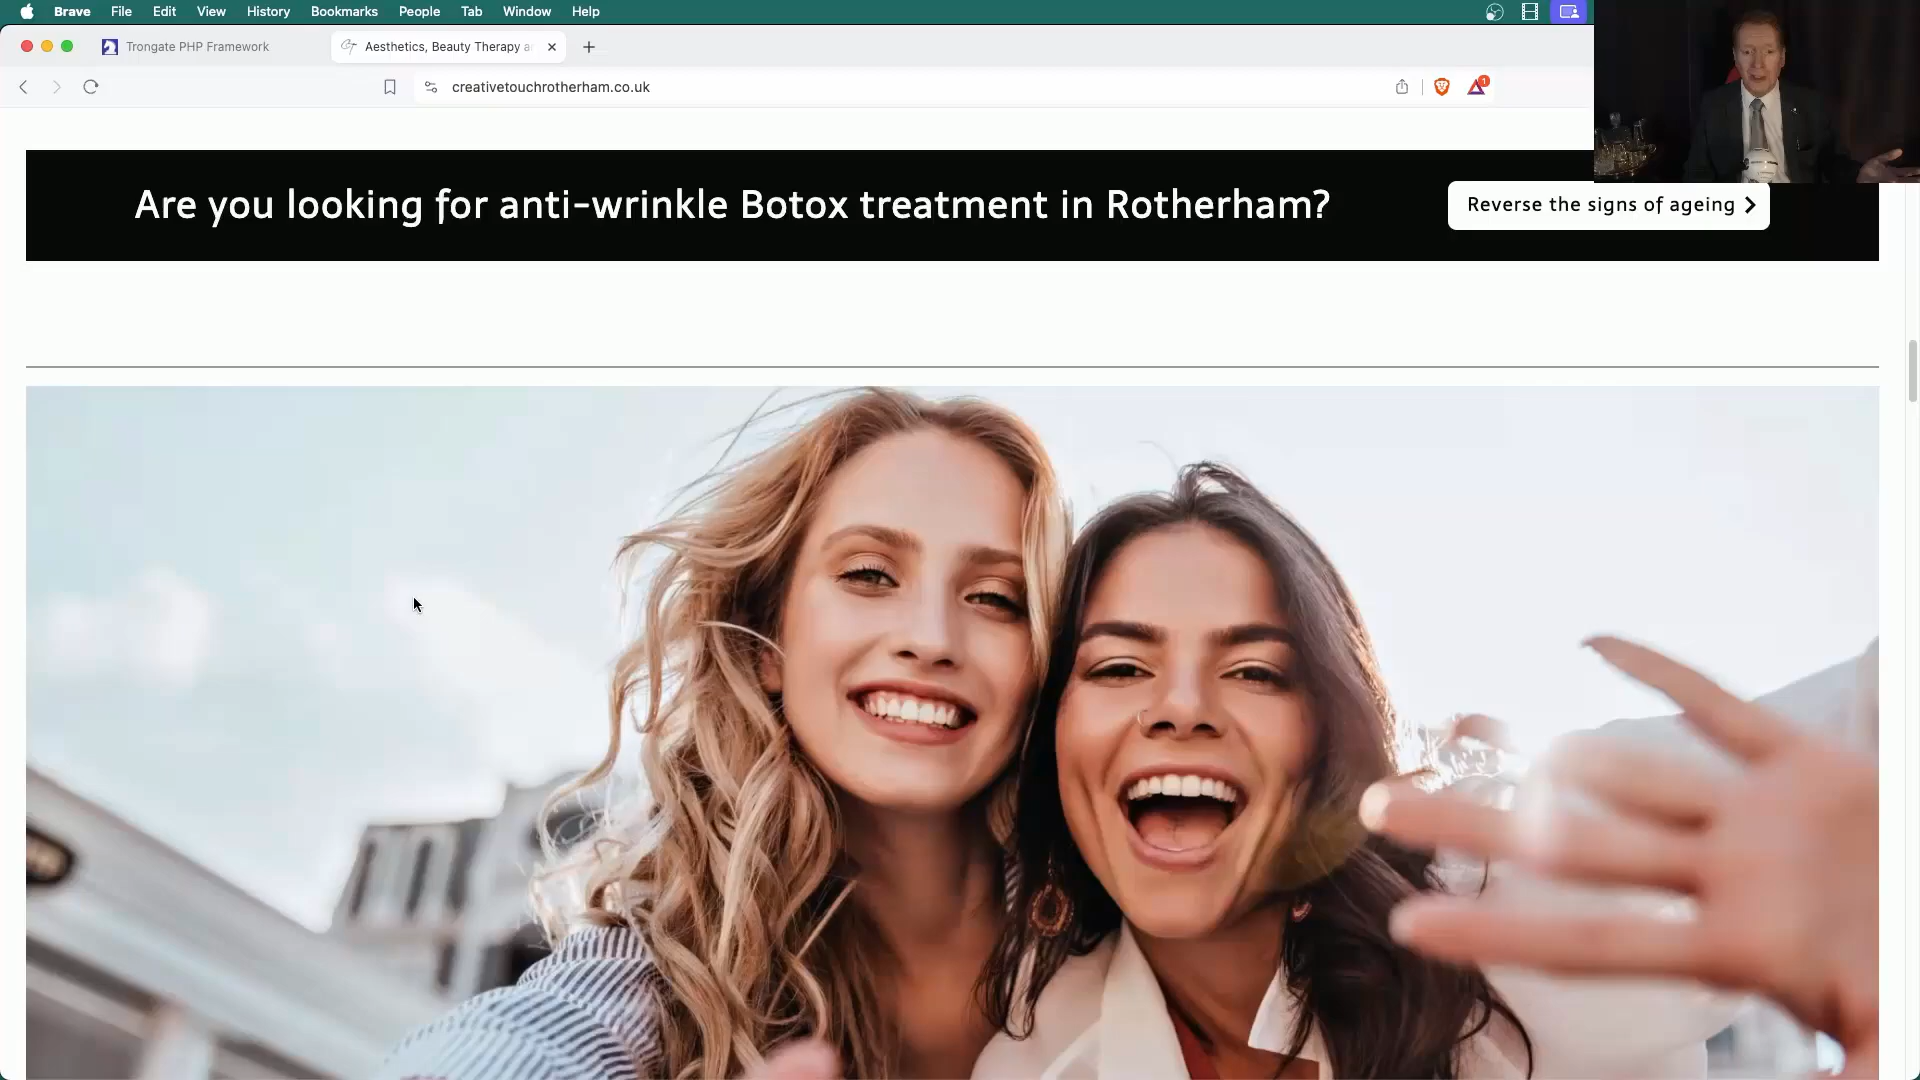 Brave File Edit View History Bookmarks People Tab Window Help
Trongate PHP Framework
Aesthetics, Beauty Therapy a
creativetouchrotherham.co.uk
1
Are you looking for anti-wrinkle Botox treatment in Rotherham?
Reverse the signs of ageing